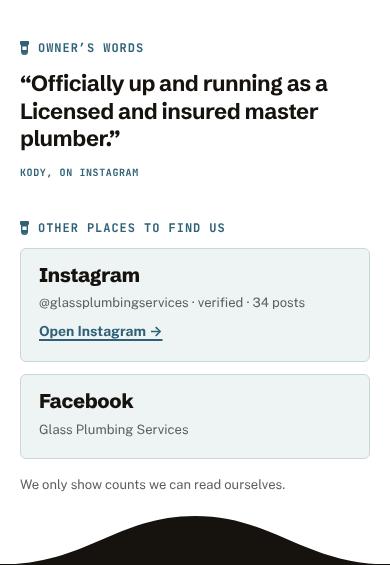 OWNER’S WORDS
“Officially up and running as a
Licensed and insured master
plumber.”
KODY, ON INSTAGRAM
OTHER PLACES TO FIND US
Instagram
@glassplumbingservices · verified · 34 posts
Open Instagram →
Facebook
Glass Plumbing Services
We only show counts we can read ourselves.